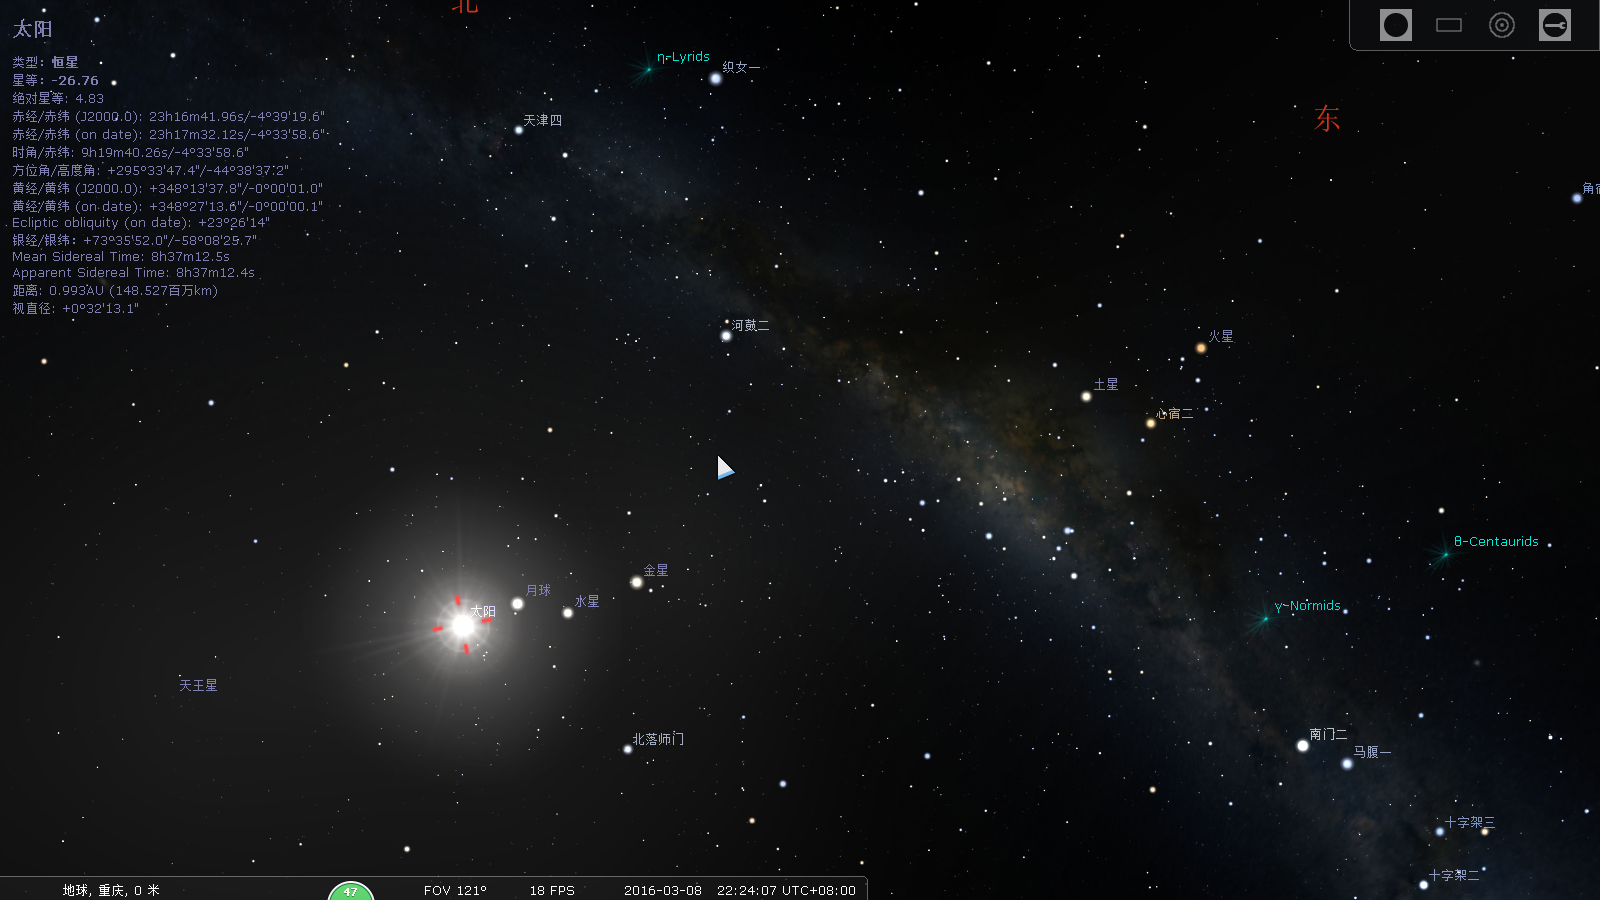 北
太阳
类型: 恒星
星等: -26.76
绝对星等: 4.83
赤经/赤纬 (J2000.0): 23h16m41.96s/-4°39'19.6"
赤经/赤纬 (on date): 23h17m32.12s/-4°33'58.6"
时角/赤纬: 9h19m40.26s/-4°33'58.6"
方位角/高度角: +295°33'47.4"/-44°38'37.2"
黄经/黄纬 (J2000.0): +348°13'37.8"/-0°00'01.0"
黄经/黄纬 (on date): +348°27'13.6"/-0°00'00.1"
Ecliptic obliquity (on date): +23°26'14"
银经/银纬: +73°35'52.0"/-58°08'25.7"
Mean Sidereal Time: 8h37m12.5s
Apparent Sidereal Time: 8h37m12.4s
距离: 0.993AU (148.527百万km)
视直径: +0°32'13.1"
η-Lyrids
织女一
天津四
东
角宿
河鼓二
火星
土星
心宿二
θ-Centaurids
金星
月球
水星
太阳
γ-Normids
天王星
北落师门
南门二
马腹一
十字架三
十字架二
地球, 重庆, 0 米
47
FOV 121°
18 FPS
2016-03-08
22:24:07 UTC+08:00